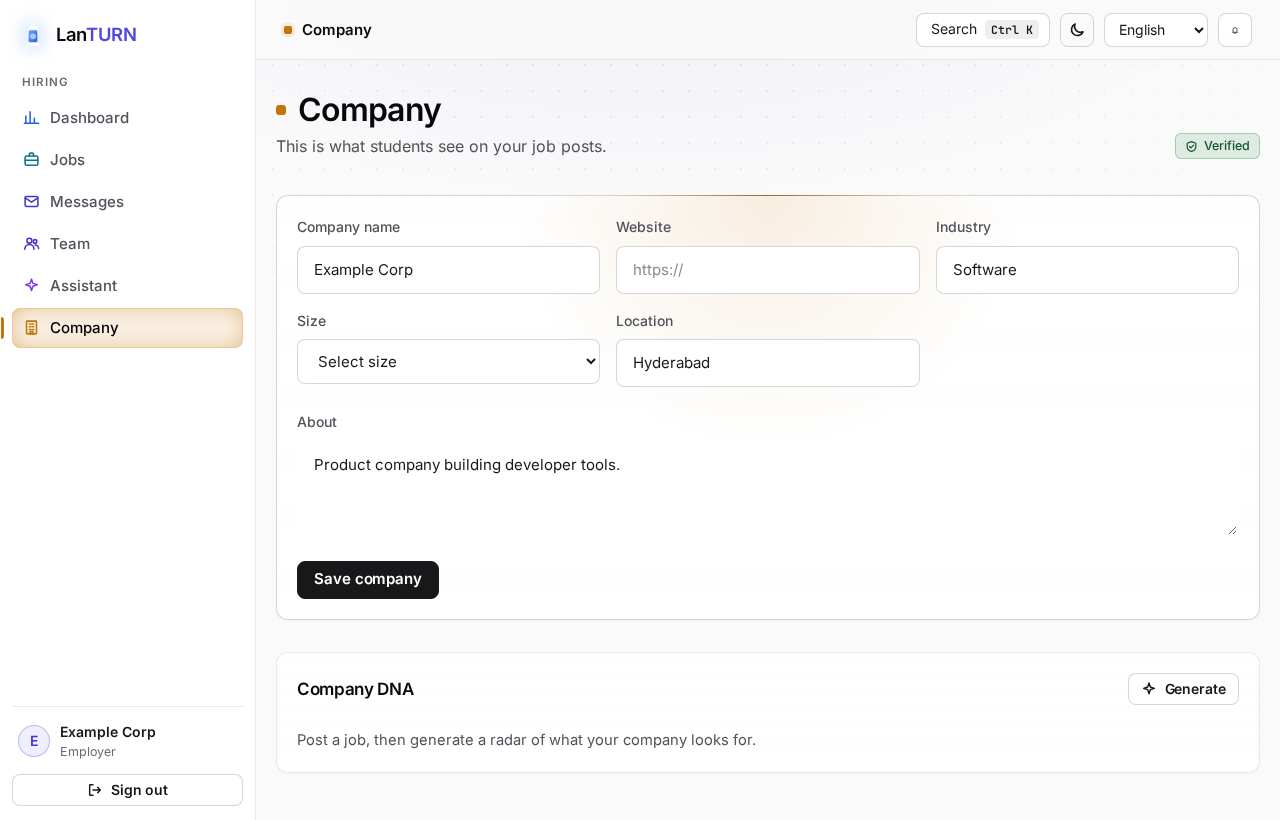 LanTURN
HIRING
Dashboard
Jobs
Messages
Team
Assistant
Company
Example Corp
E
Employer
Sign out
Company
Search Ctrl K
English
Company
This is what students see on your job posts.
Verified
Company name
Website
Industry
Example Corp
https://
Software
Size
Location
Select size
Hyderabad
About
Product company building developer tools.
Save company
Company DNA
Generate
Post a job, then generate a radar of what your company looks for.